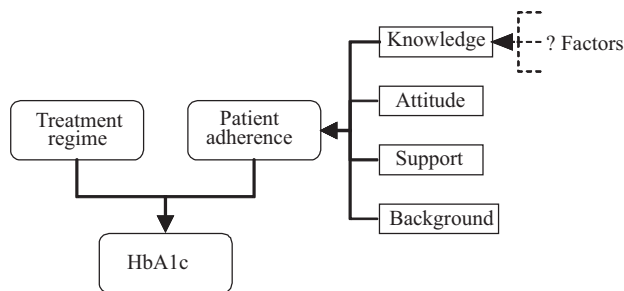 Knowledge
? Factors
Attitude
Treatment
regime
Patient
adherence
Support
Background
HbA1c